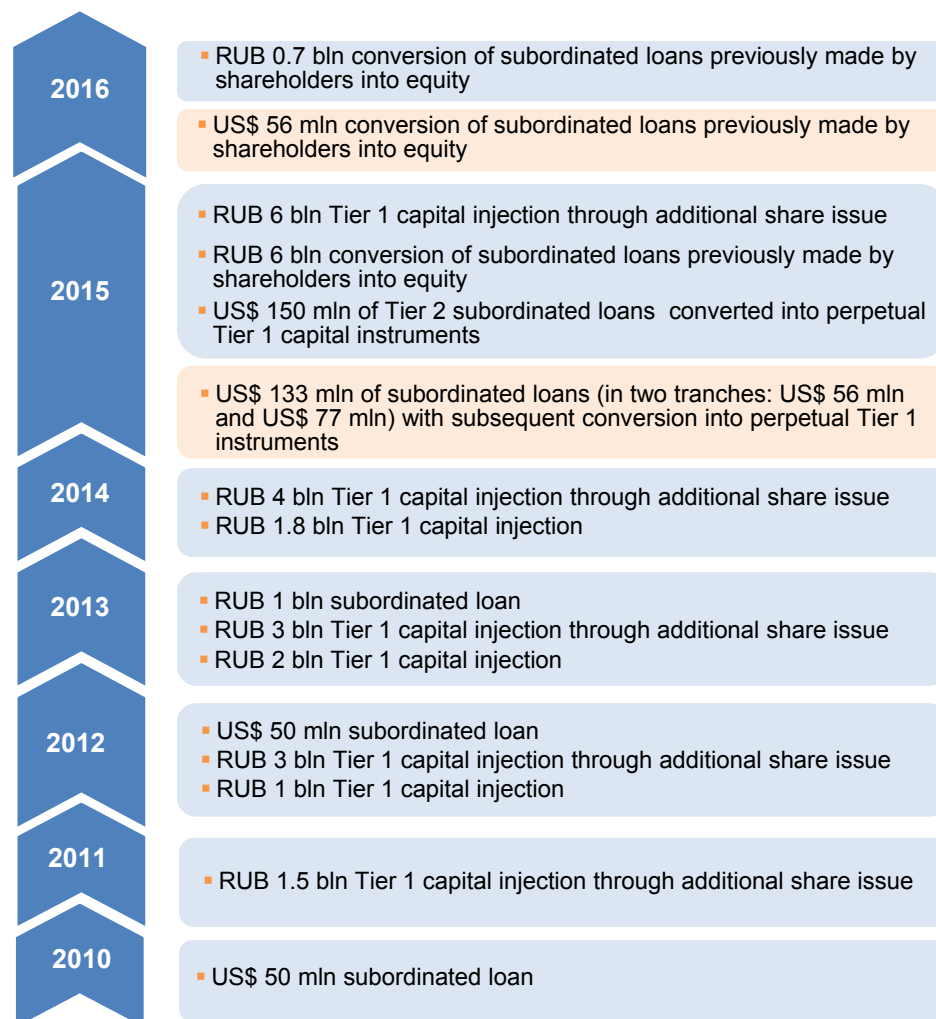 2016
▪ RUB 0.7 bln conversion of subordinated loans previously made by
shareholders into equity
▪ US$ 56 mln conversion of subordinated loans previously made by
shareholders into equity
2015
▪ RUB 6 bln Tier 1 capital injection through additional share issue
▪ RUB 6 bln conversion of subordinated loans previously made by
shareholders into equity
▪ US$ 150 mln of Tier 2 subordinated loans  converted into perpetual
Tier 1 capital instruments
▪ US$ 133 mln of subordinated loans (in two tranches: US$ 56 mln
and US$ 77 mln) with subsequent conversion into perpetual Tier 1
instruments
2014
▪ RUB 4 bln Tier 1 capital injection through additional share issue
▪ RUB 1.8 bln Tier 1 capital injection
2013
▪ RUB 1 bln subordinated loan
▪ RUB 3 bln Tier 1 capital injection through additional share issue
▪ RUB 2 bln Tier 1 capital injection
2012
▪ US$ 50 mln subordinated loan
▪ RUB 3 bln Tier 1 capital injection through additional share issue
▪ RUB 1 bln Tier 1 capital injection
2011
▪ RUB 1.5 bln Tier 1 capital injection through additional share issue
2010
▪ US$ 50 mln subordinated loan